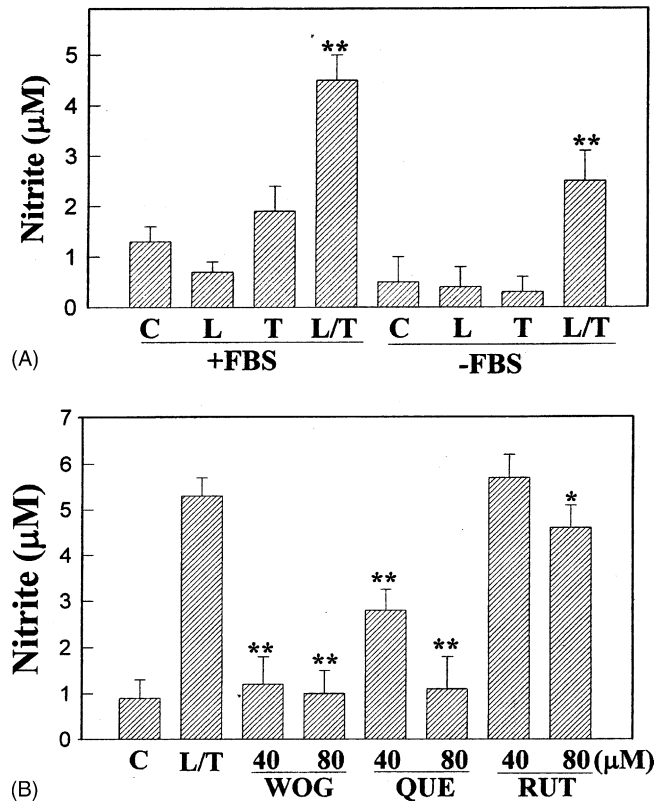 Nitrite (µM)
5
4
3
2
1
0
**
**
C L T L/T C L T L/T
+FBS -FBS
(A)
Nitrite (µM)
7
6
5
4
3
2
1
0
**
**
**
**
*
C L/T 40 80 40 80 40 80 (µM)
WOG QUE RUT
(B)